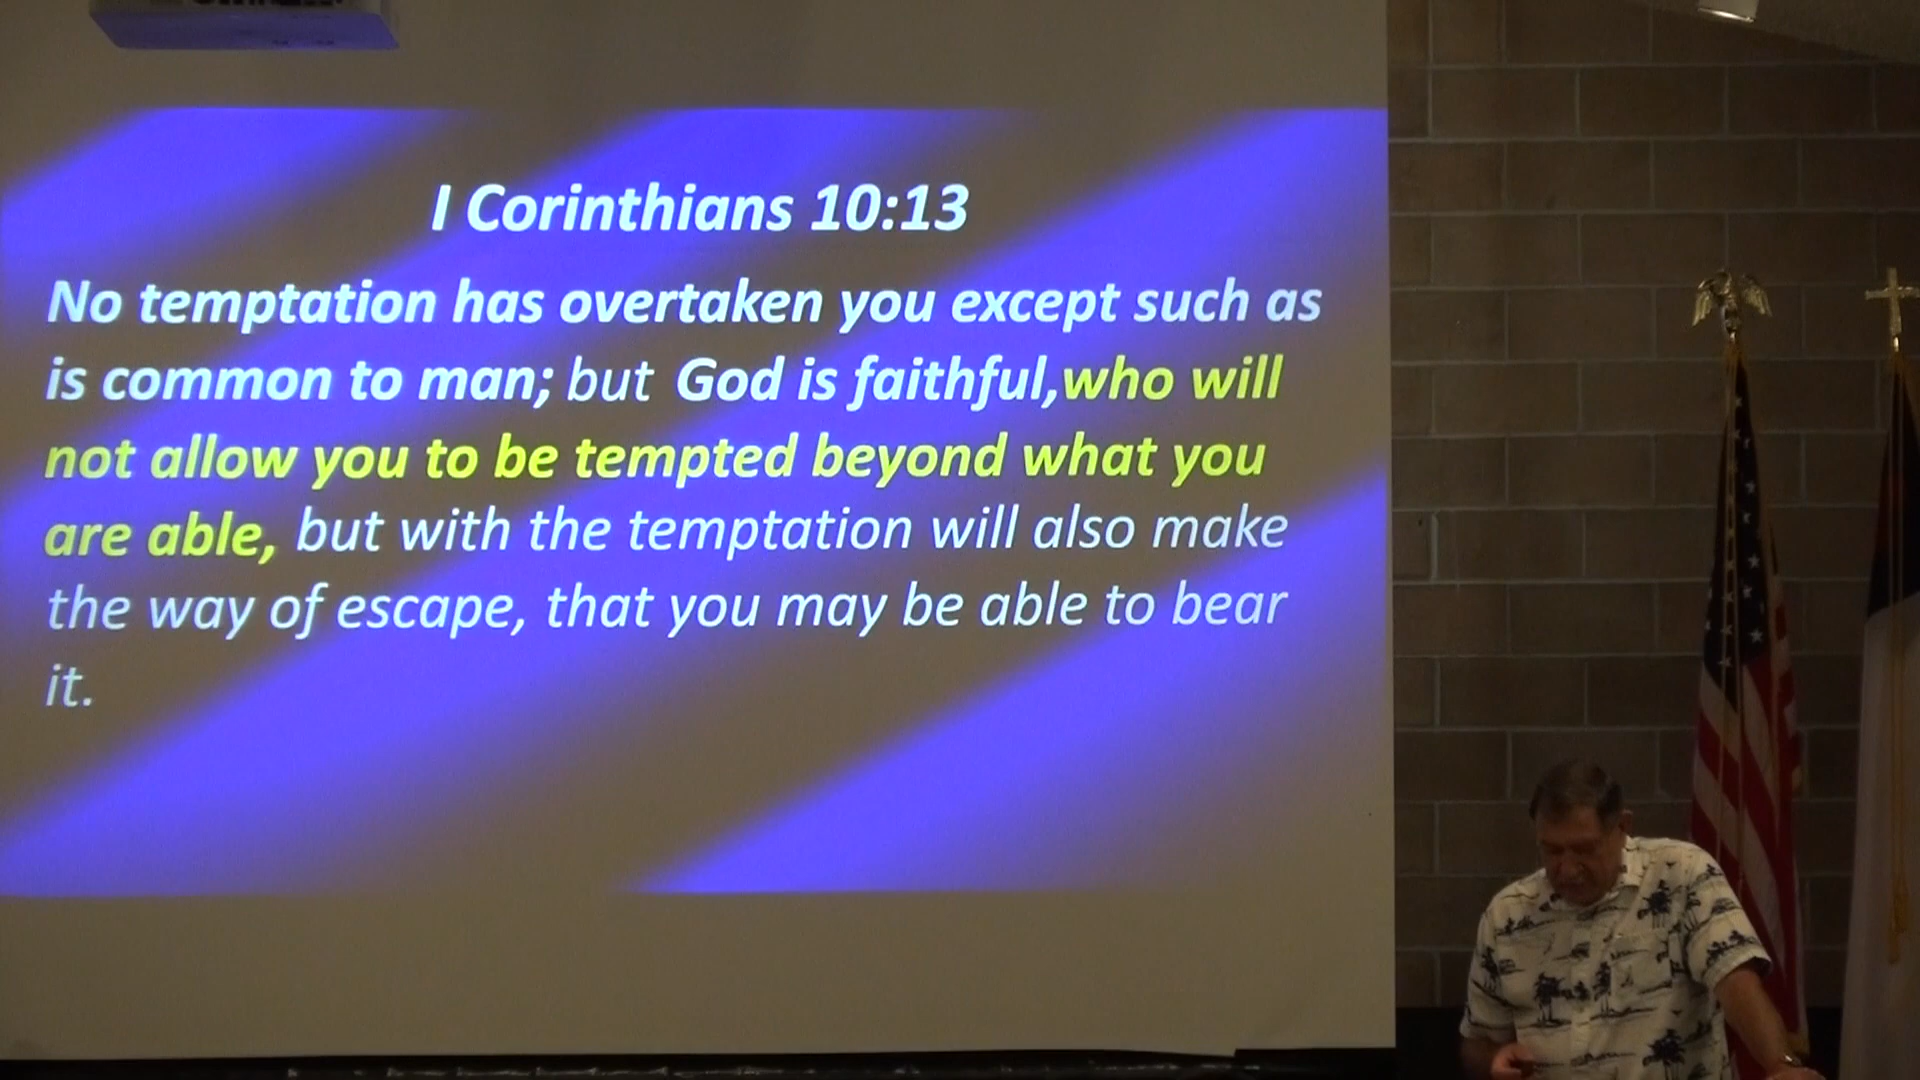 I Corinthians 10:13
No temptation has overtaken you except such as
is common to man; but God is faithful,who will
not allow you to be tempted beyond what you
are able, but with the temptation will also make
the way of escape, that you may be able to bear
it.